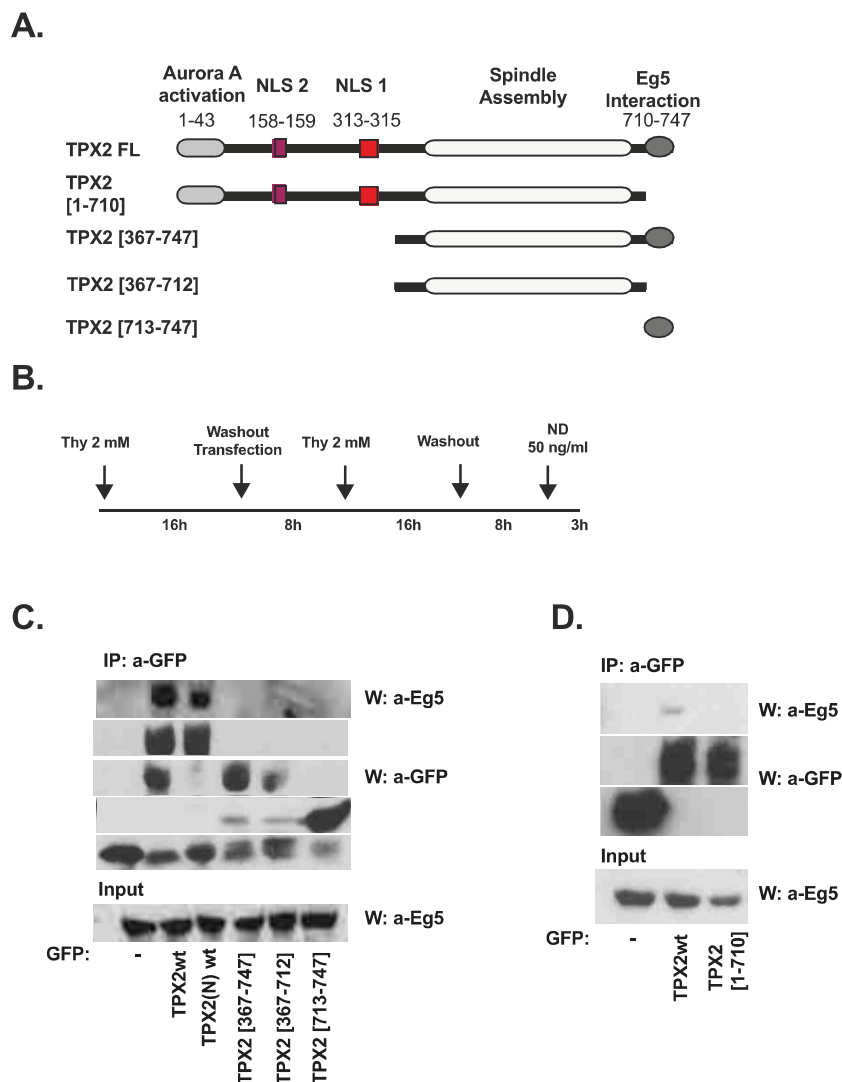 A.
Aurora A
activation
1-43
NLS 2
158-159
NLS 1
313-315
Spindle
Assembly
Eg5
Interaction
710-747
TPX2 FL
TPX2
[1-710]
TPX2 [367-747]
TPX2 [367-712]
TPX2 [713-747]
B.
Thy 2 mM
Washout
Transfection
Thy 2 mM
Washout
ND
50 ng/ml
16h
8h
16h
8h
3h
C.
IP: a-GFP
W: a-Eg5
W: a-GFP
Input
W: a-Eg5
GFP:
-
TPX2wt
TPX2(N) wt
TPX2 [367-747]
TPX2 [367-712]
TPX2 [713-747]
D.
IP: a-GFP
W: a-Eg5
W: a-GFP
Input
W: a-Eg5
GFP:
-
TPX2wt
TPX2
[1-710]